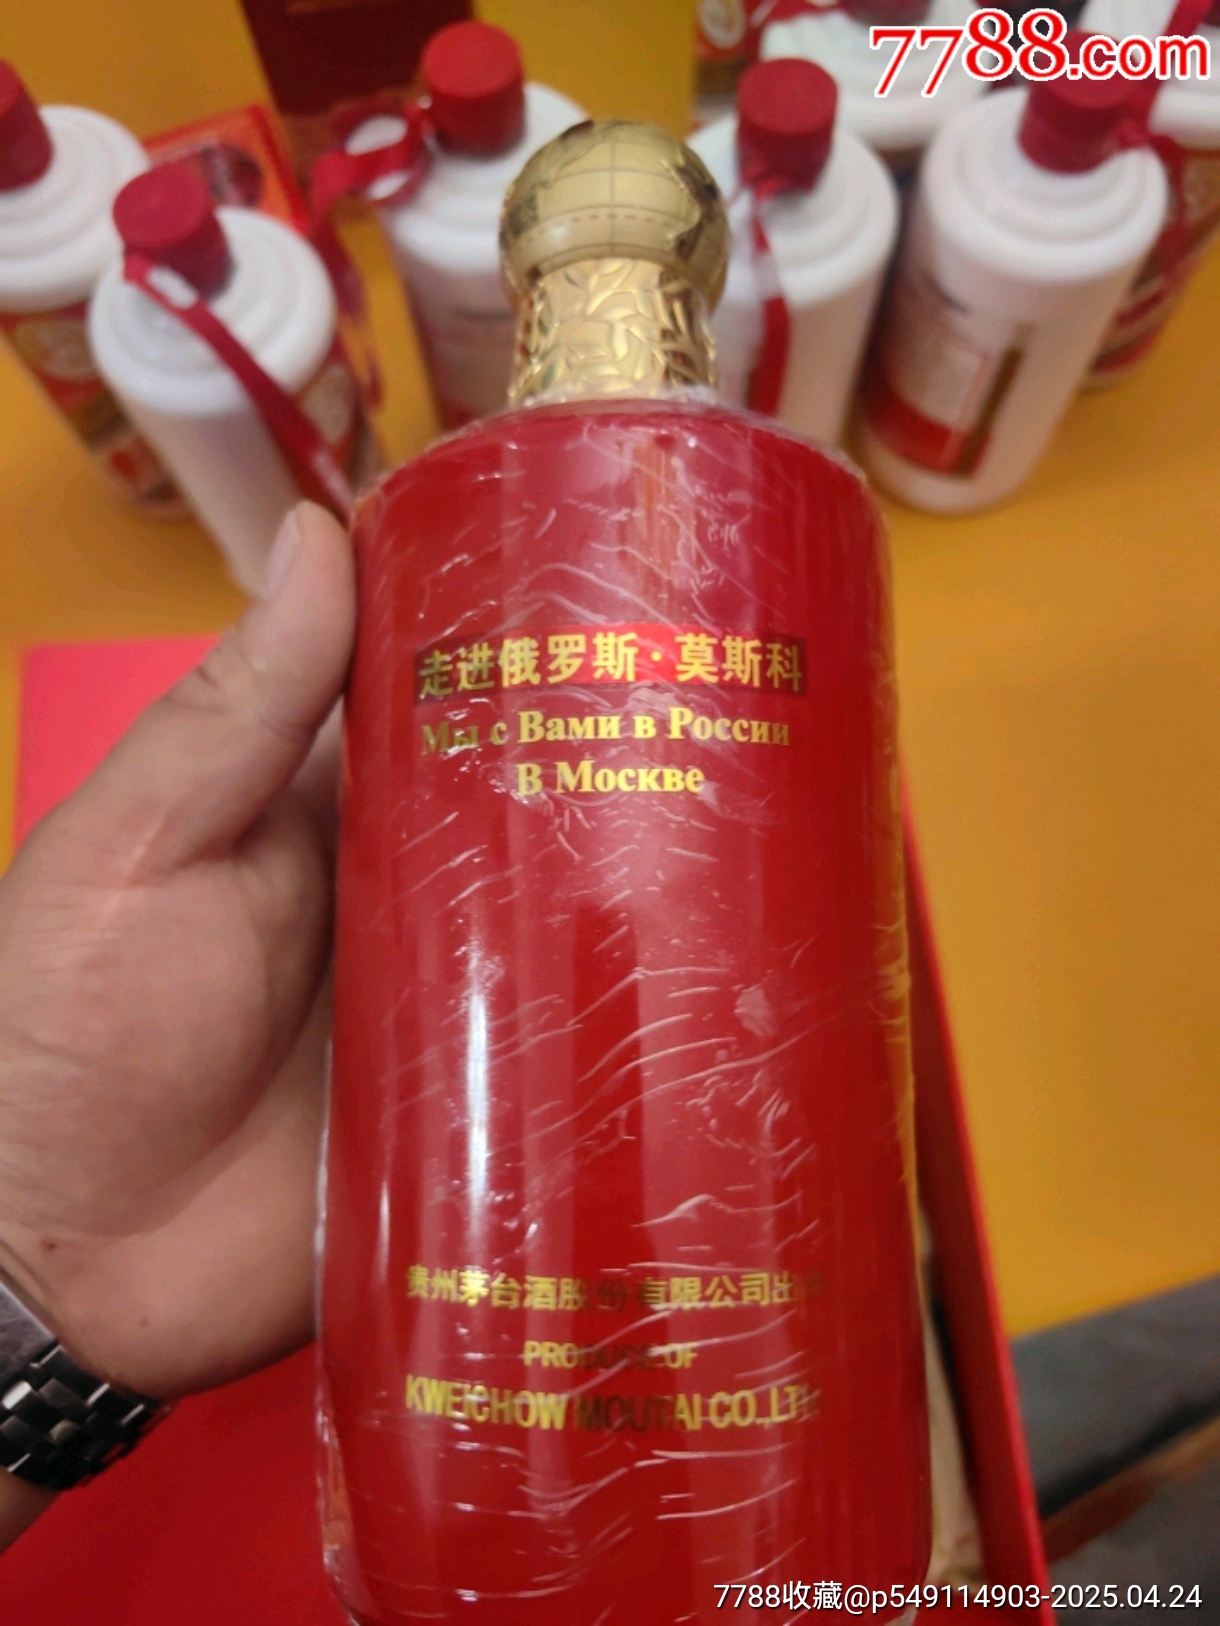 7788.com
走进俄罗斯·莫斯科
Мы с Вами в России
В Москве
贵州茅台酒股份有限公司出
PRODUCE OF
KWEICHOW MOUTAI CO.,LTD
7788收藏@p549114903-2025.04.24